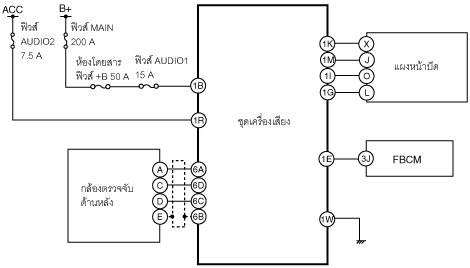 ACC
B+
ฟิวส์
AUDIO2
7.5 A
ฟิวส์ MAIN
200 A
ห้องโดยสาร
ฟิวส์ +B 50 A
ฟิวส์ AUDIO1
15 A
1B
1R
ชุดเครื่องเสียง
1K
X
1M
J
1I
O
1G
L
แผงหน้าปัด
กล้องตรวจจับ
ด้านหลัง
A
6A
C
6D
D
6C
E
6B
1E
3J
FBCM
1W